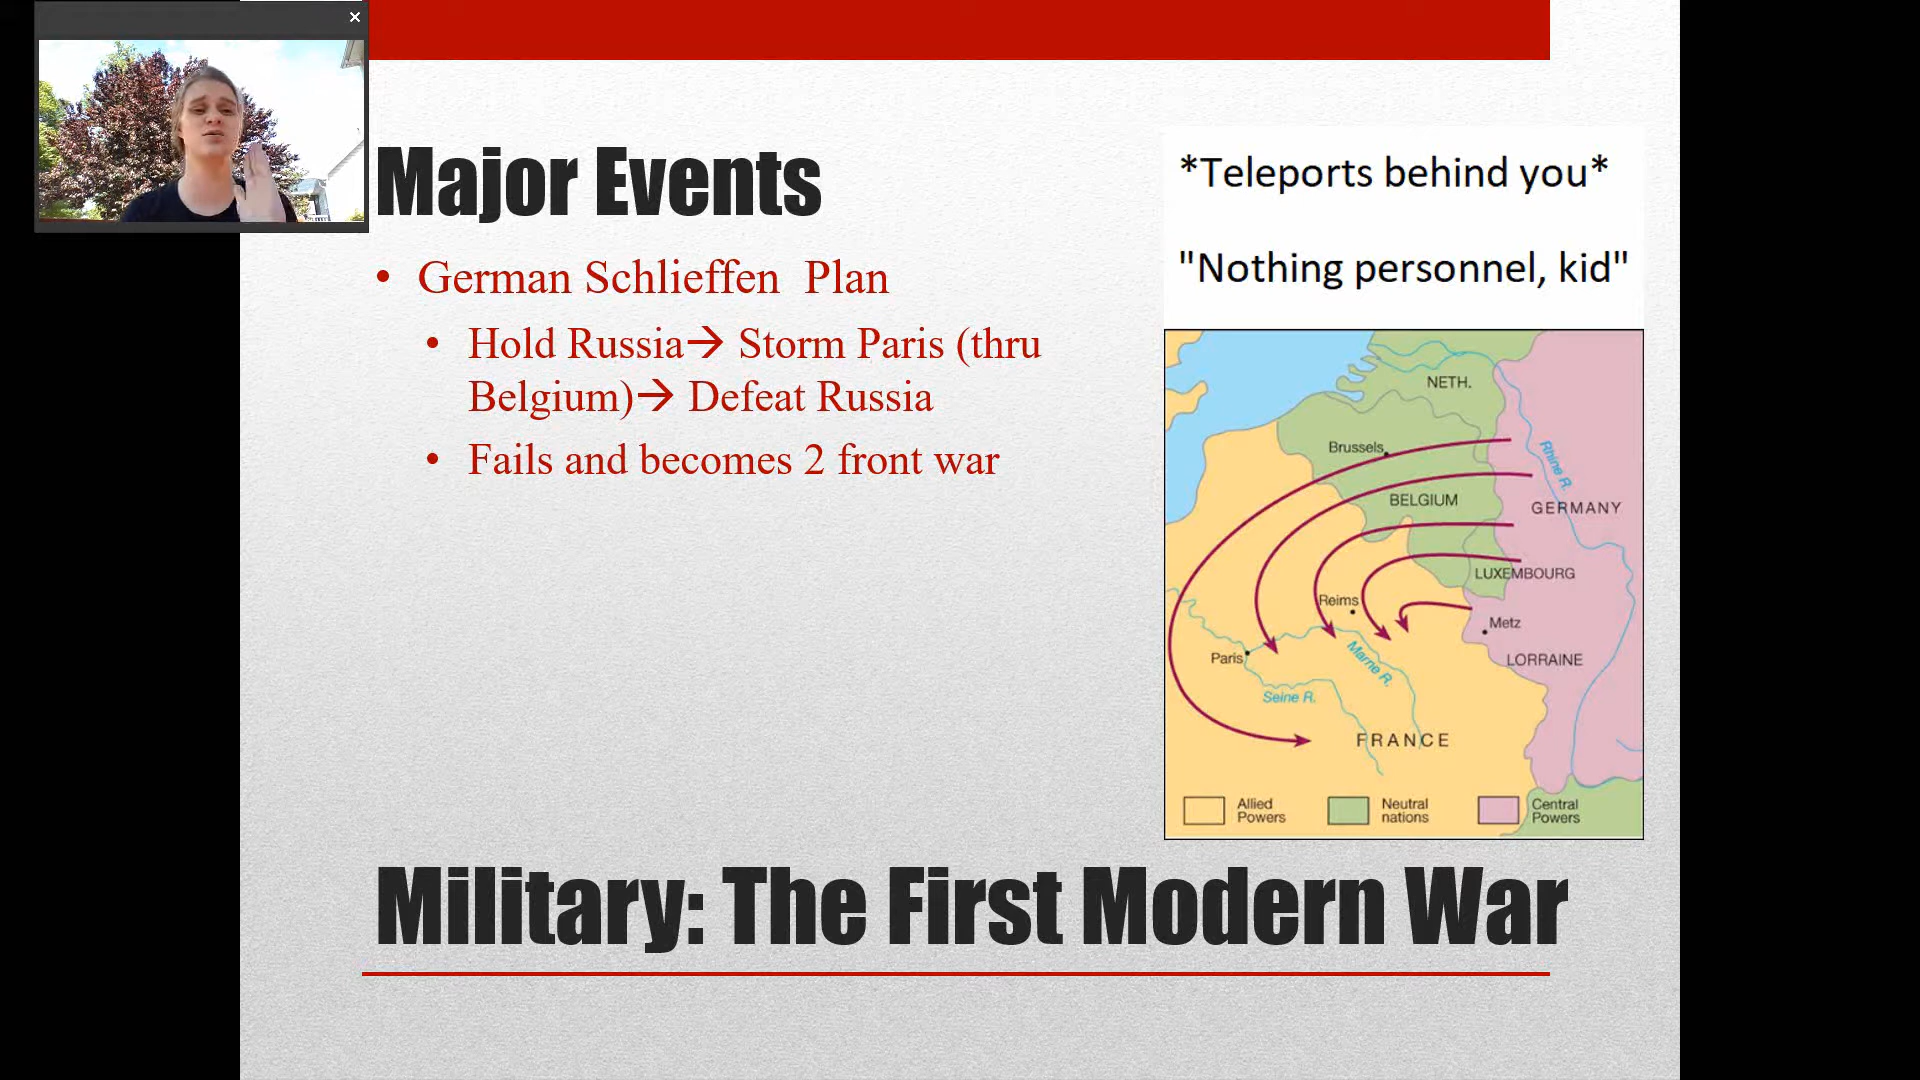 Major Events
• German Schlieffen  Plan
• Hold Russia→ Storm Paris (thru
Belgium)→ Defeat Russia
• Fails and becomes 2 front war
*Teleports behind you*
"Nothing personnel, kid"
NETH.
Brussels
Rhine R.
BELGIUM
GERMANY
LUXEMBOURG
Reims
Metz
Paris
Marne R.
LORRAINE
Seine R.
FRANCE
Allied
Powers
Neutral
nations
Central
Powers
Military: The First Modern War